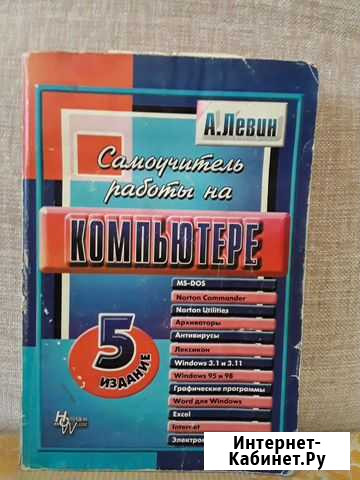 А.Левин
Самоучитель
работы на
КОМПЬЮТЕРЕ
MS-DOS
Norton Commander
Norton Utilities
Архиваторы
Антивирусы
Лексикон
Windows 3.1 и 3.11
Windows 95 и 98
Графические программы
Word для Windows
Excel
Internet
5
ИЗДАНИЕ
Интернет-
Кабинет.Ру